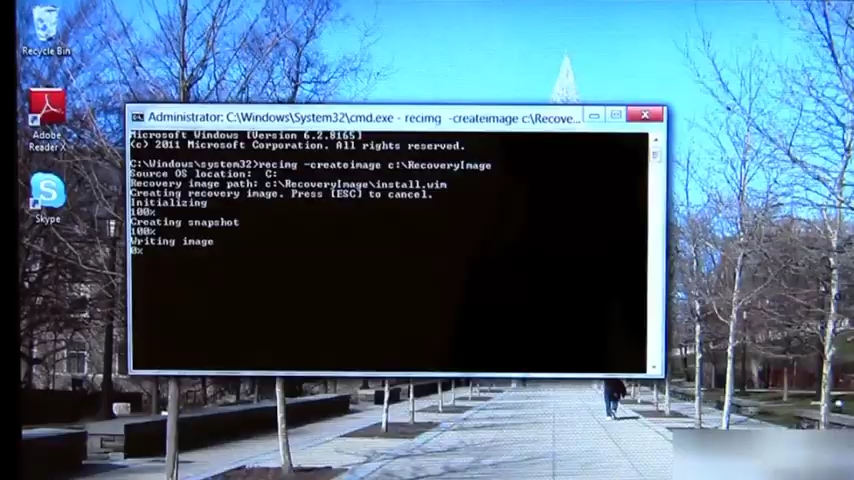 Recycle Bin
Adobe
Reader X
Skype
Administrator: C:\Windows\System32\cmd.exe - recimg -createimage c:\Recove...
Microsoft Windows [Version 6.2.8165]
(c) 2011 Microsoft Corporation. All rights reserved.
C:\Windows\system32>recimg -createimage c:\RecoveryImage
Source OS location: C:
Recovery image path: c:\RecoveryImage\install.wim
Creating recovery image. Press [ESC] to cancel.
Initializing
100%
Creating snapshot
100%
Writing image
0%